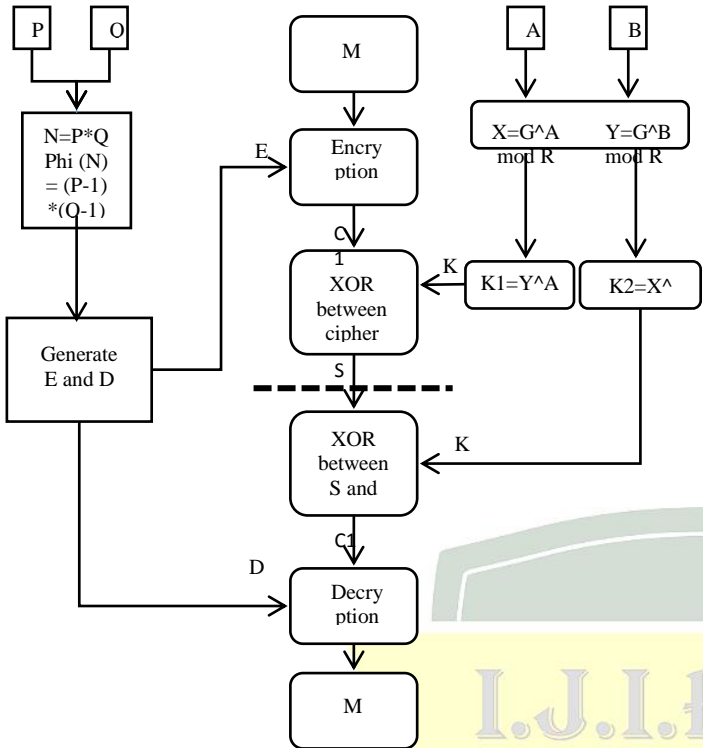 P
O
A
B
M
N=P*Q
Phi (N)
= (P-1)
*(O-1)
X=G^A
mod R
Y=G^B
mod R
E
Encry
ption
C
1
XOR
between
cipher
K
K1=Y^A
K2=X^
Generate
E and D
S
XOR
between
S and
K
C1
D
Decry
ption
M
I.J.I.